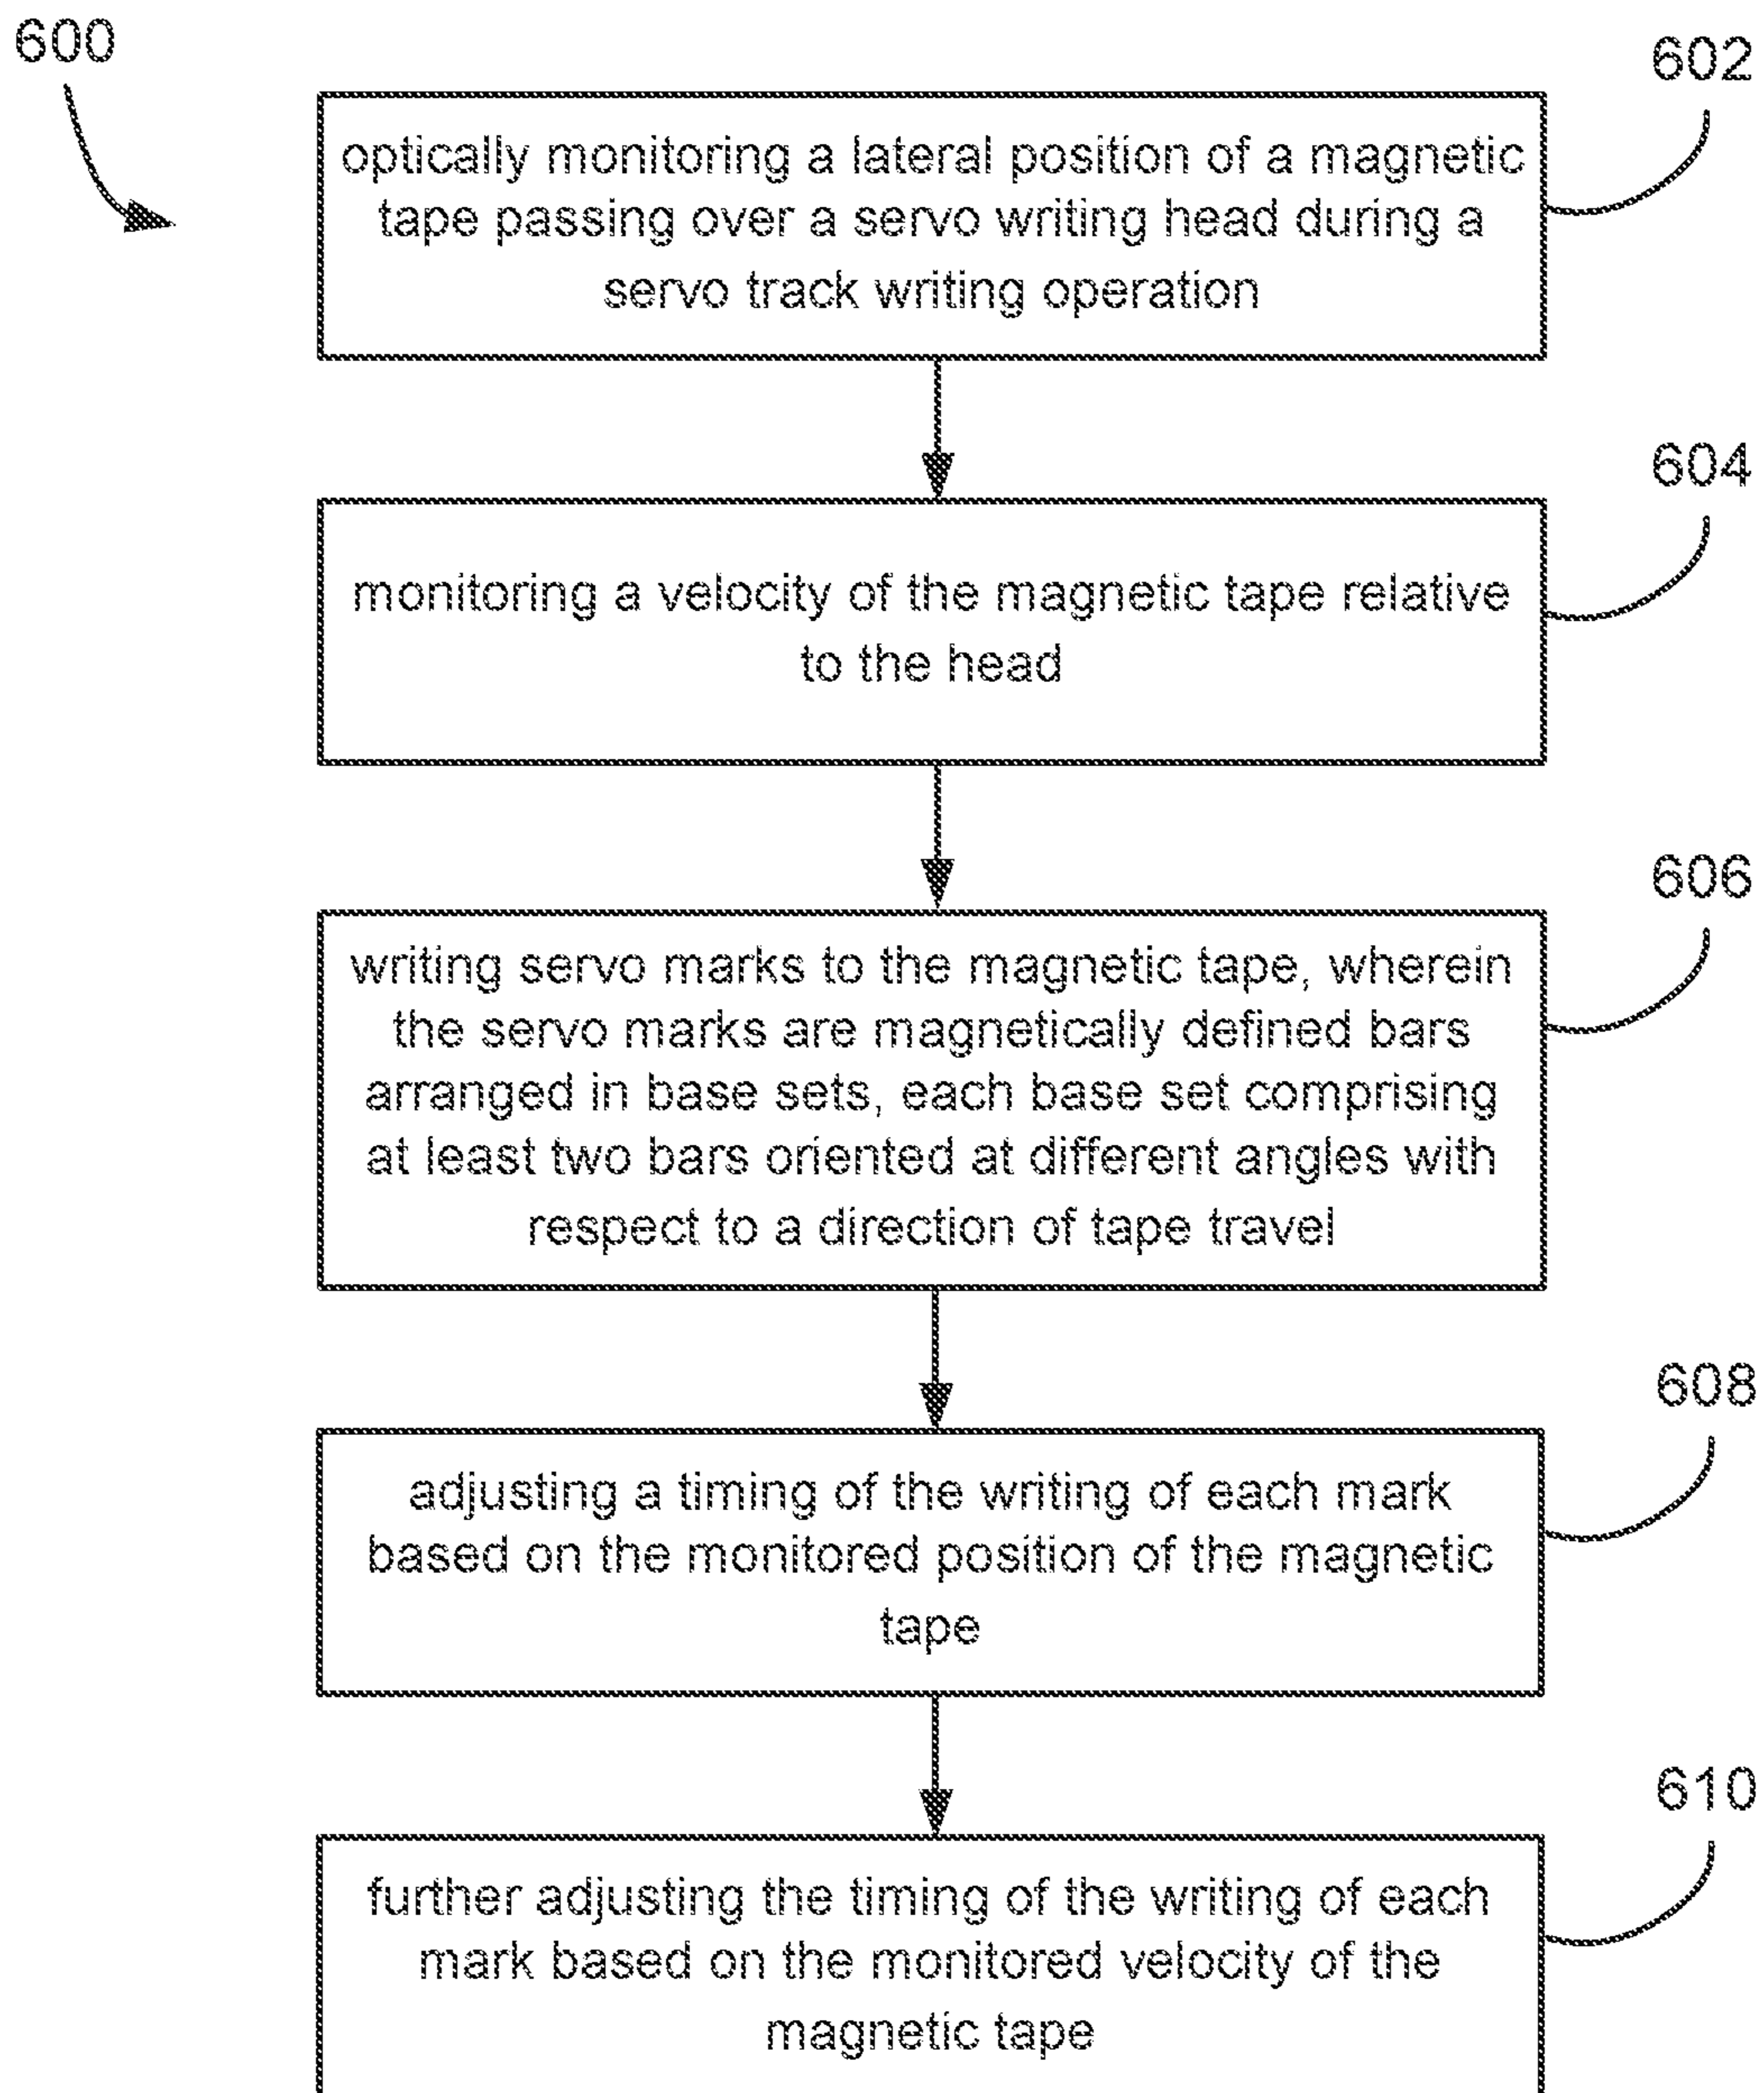 600
602
optically monitoring a lateral position of a magnetic
tape passing over a servo writing head during a
servo track writing operation
604
monitoring a velocity of the magnetic tape relative
to the head
606
writing servo marks to the magnetic tape, wherein
the servo marks are magnetically defined bars
arranged in base sets, each base set comprising
at least two bars oriented at different angles with
respect to a direction of tape travel
608
adjusting a timing of the writing of each mark
based on the monitored position of the magnetic
tape
610
further adjusting the timing of the writing of each
mark based on the monitored velocity of the
magnetic tape